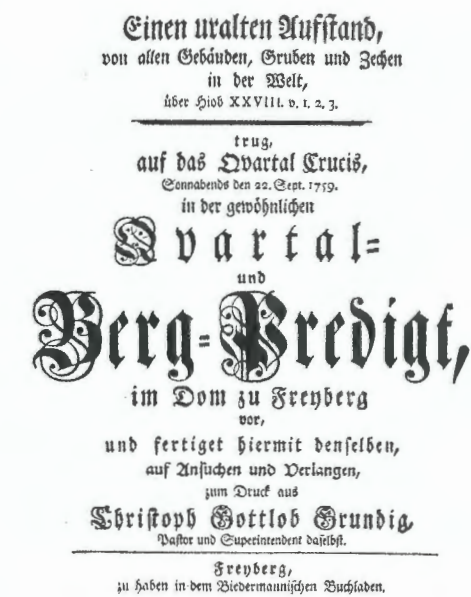 Einen uralten Aufstand,
von allen Gebäuden, Gruben und Zechen
in der Welt,
über Hiob XXVIII. v. 1. 2. 3.
trug,
auf das Qvartal Crucis,
Sonnabends den 22. Sept. 1759.
in der gewöhnlichen
Qvartal-
und
Berg-Predigt,
im Dom zu Freyberg
vor,
und fertiget hiermit denselben,
auf Ansuchen und Verlangen,
zum Druck aus
Christoph Gottlob Grundig,
Pastor und Superintendent daselbst.
Freyberg,
zu haben in dem Biedermannischen Buchladen.